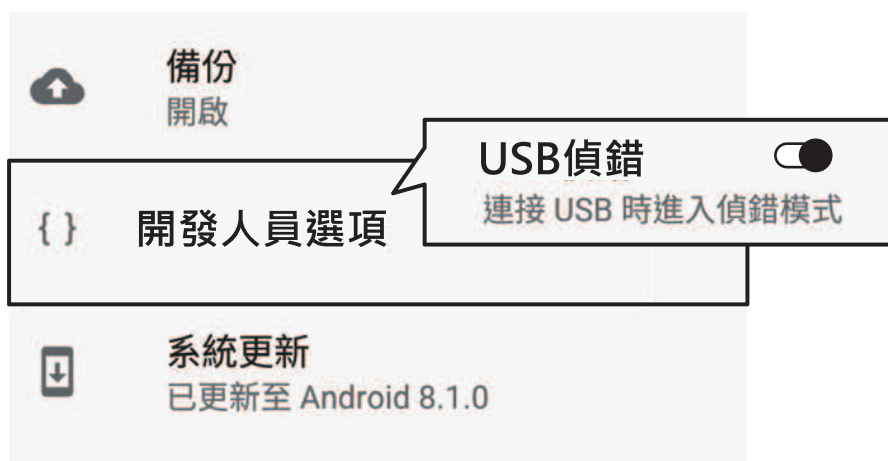 備份
開啟
USB偵錯
連接 USB 時進入偵錯模式
{ } 開發人員選項
系統更新
已更新至 Android 8.1.0